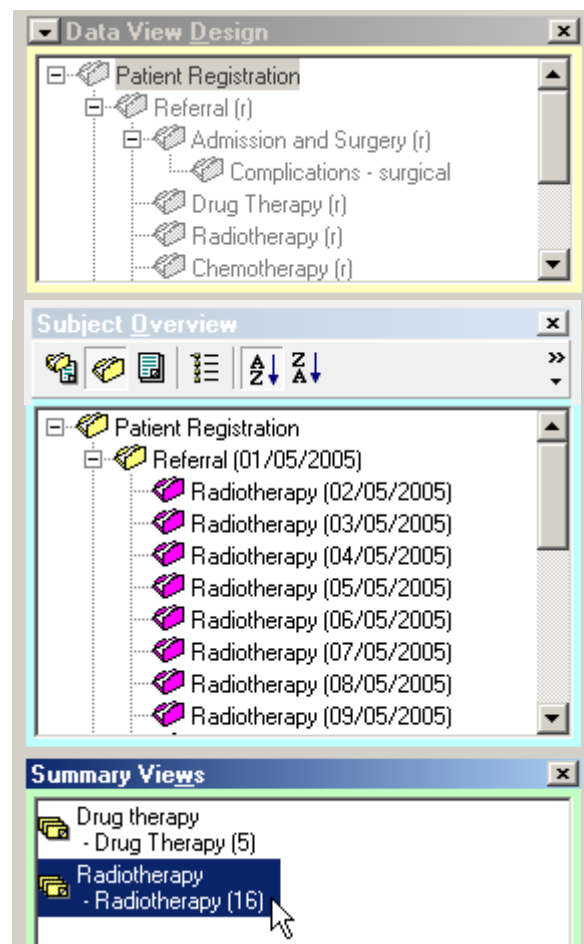 Data View Design
Patient Registration
Referral (r)
Admission and Surgery (r)
Complications - surgical
Drug Therapy (r)
Radiotherapy (r)
Chemotherapy (r)
Subject Overview
A Z Z A
Patient Registration
Referral (01/05/2005)
Radiotherapy (02/05/2005)
Radiotherapy (03/05/2005)
Radiotherapy (04/05/2005)
Radiotherapy (05/05/2005)
Radiotherapy (06/05/2005)
Radiotherapy (07/05/2005)
Radiotherapy (08/05/2005)
Radiotherapy (09/05/2005)
Summary Views
Drug therapy
- Drug Therapy (5)
Radiotherapy
- Radiotherapy (16)